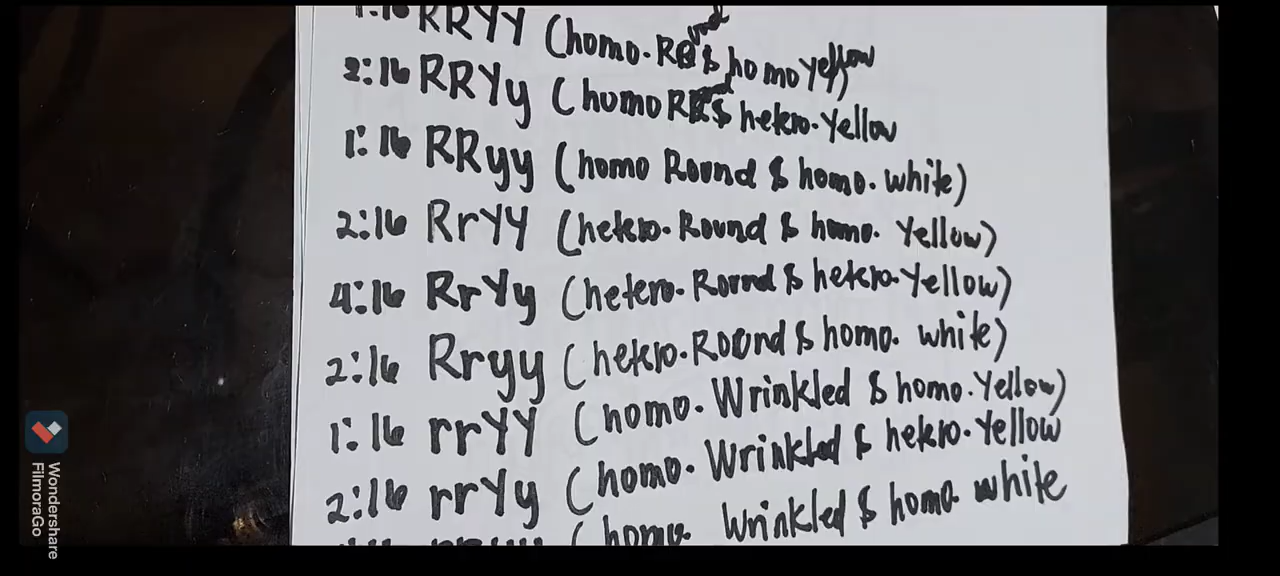 1:16 RRYY (homo. Round & homo Yellow
2:16 RRYy (homo Round & hetero. Yellow
1:16 RRyy (homo Round & homo. white)
2:16 RrYY (hetero. Round & homo. Yellow)
4:16 RrYy (hetero. Round & hetero. Yellow)
2:16 Rryy (hetero. Round & homo. white)
1:16 rrYY (homo. Wrinkled & homo. Yellow)
2:16 rrYy (homo. Wrinkled & hetero. Yellow
(homo. Wrinkled & homo. white
Wondershare
FilmoraGo